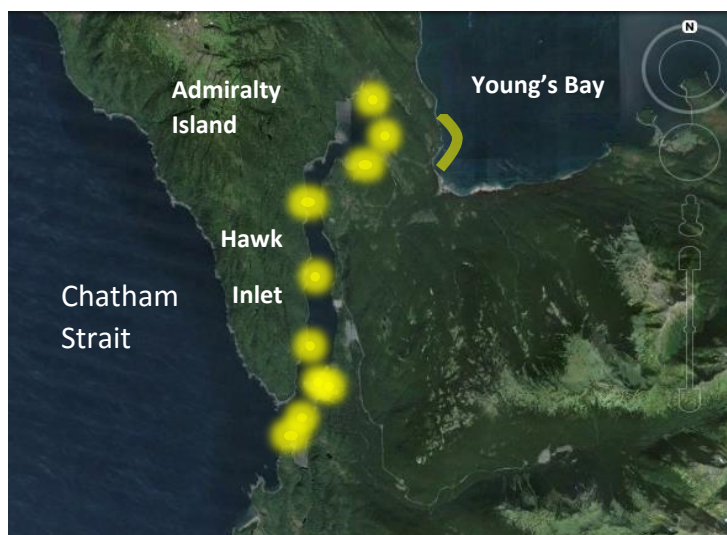 N
Admiralty
Island
Young's Bay
Hawk
Inlet
Chatham
Strait